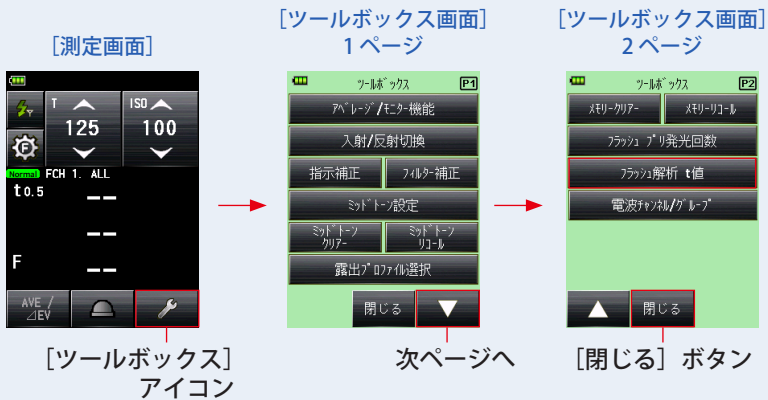 ［測定画面］
T
125
ISO
100
Normal FCH 1. ALL
t0.5
--
--
F
--
AVE /
⊿EV
［ツールボックス］
アイコン
［ツールボックス画面］
1 ページ
ﾂｰﾙﾎﾞｯｸｽ
P1
ｱﾍﾞﾚｰｼﾞ/ﾓﾆﾀｰ機能
入射/反射切換
指示補正
ﾌｨﾙﾀｰ補正
ﾐｯﾄﾞﾄｰﾝ設定
ﾐｯﾄﾞﾄｰﾝ
ｸﾘｱｰ
ﾐｯﾄﾞﾄｰﾝ
ﾘｺｰﾙ
露出ﾌﾟﾛﾌｧｲﾙ選択
閉じる
次ページへ
［ツールボックス画面］
2 ページ
ﾂｰﾙﾎﾞｯｸｽ
P2
ﾒﾓﾘｰｸﾘｱｰ
ﾒﾓﾘｰﾘｺｰﾙ
ﾌﾗｯｼｭ ﾌﾟﾘ発光回数
ﾌﾗｯｼｭ解析 t値
電波ﾁｬﾝﾈﾙ/ｸﾞﾙｰﾌﾟ
閉じる
［閉じる］ボタン